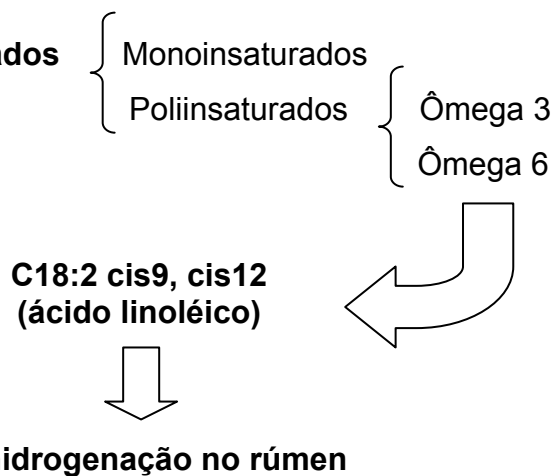 ados
Monoinsaturados
Poliinsaturados
Ômega 3
Ômega 6
C18:2 cis9, cis12
(ácido linoléico)
idrogenação no rúmen